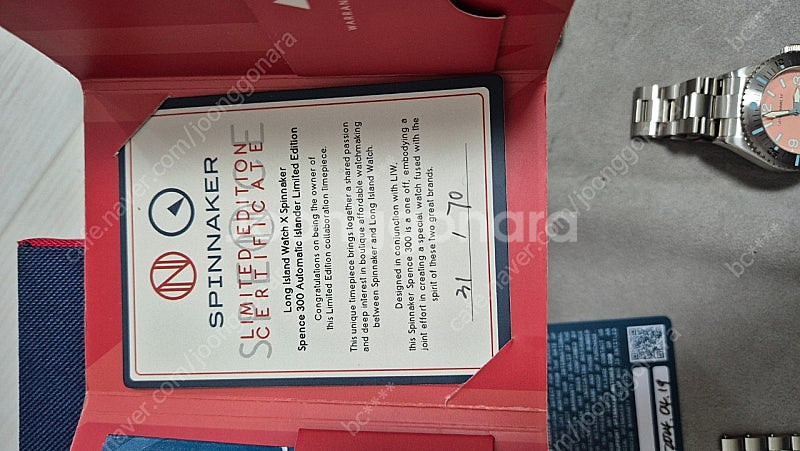 SPINNAKER
SPENCE
LIMITED EDITION
CERTIFICATE
Long Island Watch X Spinnaker
Spence 300 Automatic Islander Limited Edition
Congratulations on being the owner of
this Limited Edition collaboration timepiece.
This unique timepiece brings together a shared passion
and deep interest in boutique affordable watchmaking
between Spinnaker and Long Island Watch.
Designed in conjunction with LIW,
this Spinnaker Spence 300 is a one off, embodying a
joint effort in creating a special watch fused with the
spirit of these two great brands.
31 / 70
WARRAN
2024.04.19
cafe.naver.com/joonggonara
joonggonara
bc****